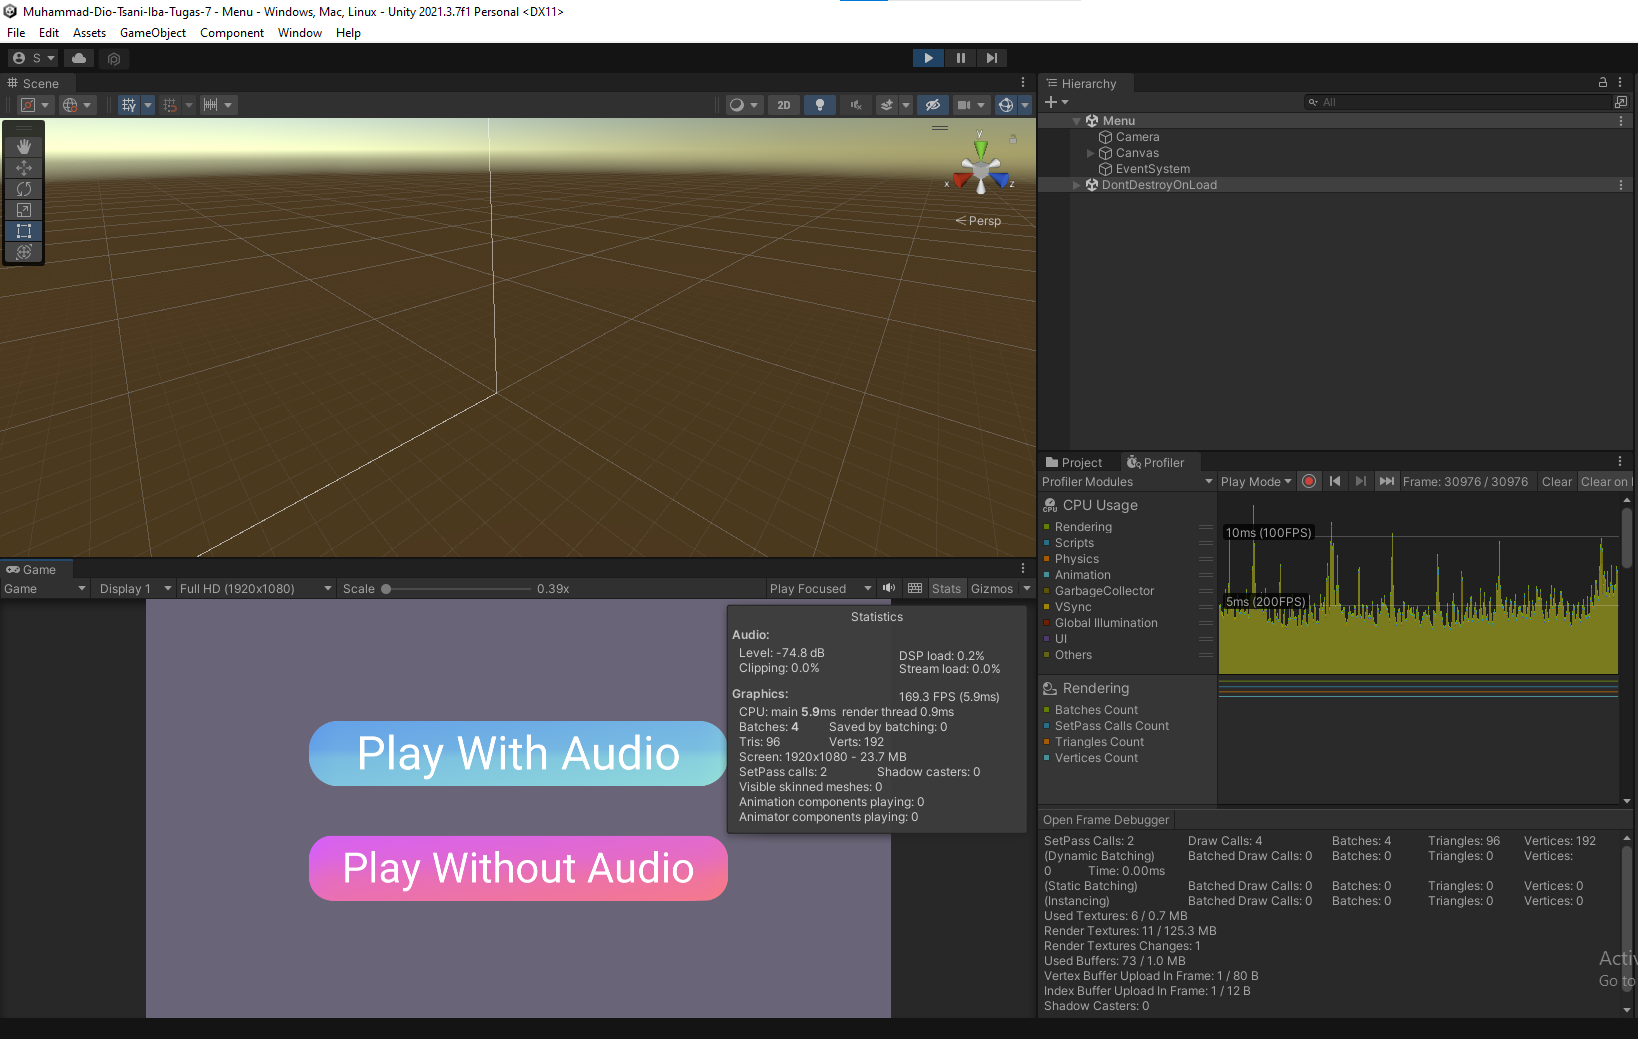 Muhammad-Dio-Tsani-Iba-Tugas-7 - Menu - Windows, Mac, Linux - Unity 2021.3.7f1 Personal <DX11>
File Edit Assets GameObject Component Window Help
S
Scene
2D
y
x
z
Persp
Hierarchy
All
Menu
Camera
Canvas
EventSystem
DontDestroyOnLoad
Game
Game Display 1 Full HD (1920x1080) Scale 0.39x Play Focused Stats Gizmos
Play With Audio
Play Without Audio
Statistics
Audio:
Level: -74.8 dB DSP load: 0.2%
Clipping: 0.0% Stream load: 0.0%
Graphics: 169.3 FPS (5.9ms)
CPU: main 5.9ms render thread 0.9ms
Batches: 4 Saved by batching: 0
Tris: 96 Verts: 192
Screen: 1920x1080 - 23.7 MB
SetPass calls: 2 Shadow casters: 0
Visible skinned meshes: 0
Animation components playing: 0
Animator components playing: 0
Project Profiler
Profiler Modules Play Mode Frame: 30976 / 30976 Clear Clear on
CPU Usage
CPU
Rendering
Scripts
Physics
Animation
GarbageCollector
VSync
Global Illumination
UI
Others
10ms (100FPS)
5ms (200FPS)
Rendering
Batches Count
SetPass Calls Count
Triangles Count
Vertices Count
Open Frame Debugger
SetPass Calls: 2 Draw Calls: 4 Batches: 4 Triangles: 96 Vertices: 192
(Dynamic Batching) Batched Draw Calls: 0 Batches: 0 Triangles: 0 Vertices:
0 Time: 0.00ms
(Static Batching) Batched Draw Calls: 0 Batches: 0 Triangles: 0 Vertices: 0
(Instancing) Batched Draw Calls: 0 Batches: 0 Triangles: 0 Vertices: 0
Used Textures: 6 / 0.7 MB
Render Textures: 11 / 125.3 MB
Render Textures Changes: 1
Used Buffers: 73 / 1.0 MB
Vertex Buffer Upload In Frame: 1 / 80 B
Index Buffer Upload In Frame: 1 / 12 B
Shadow Casters: 0
Activ
Go to